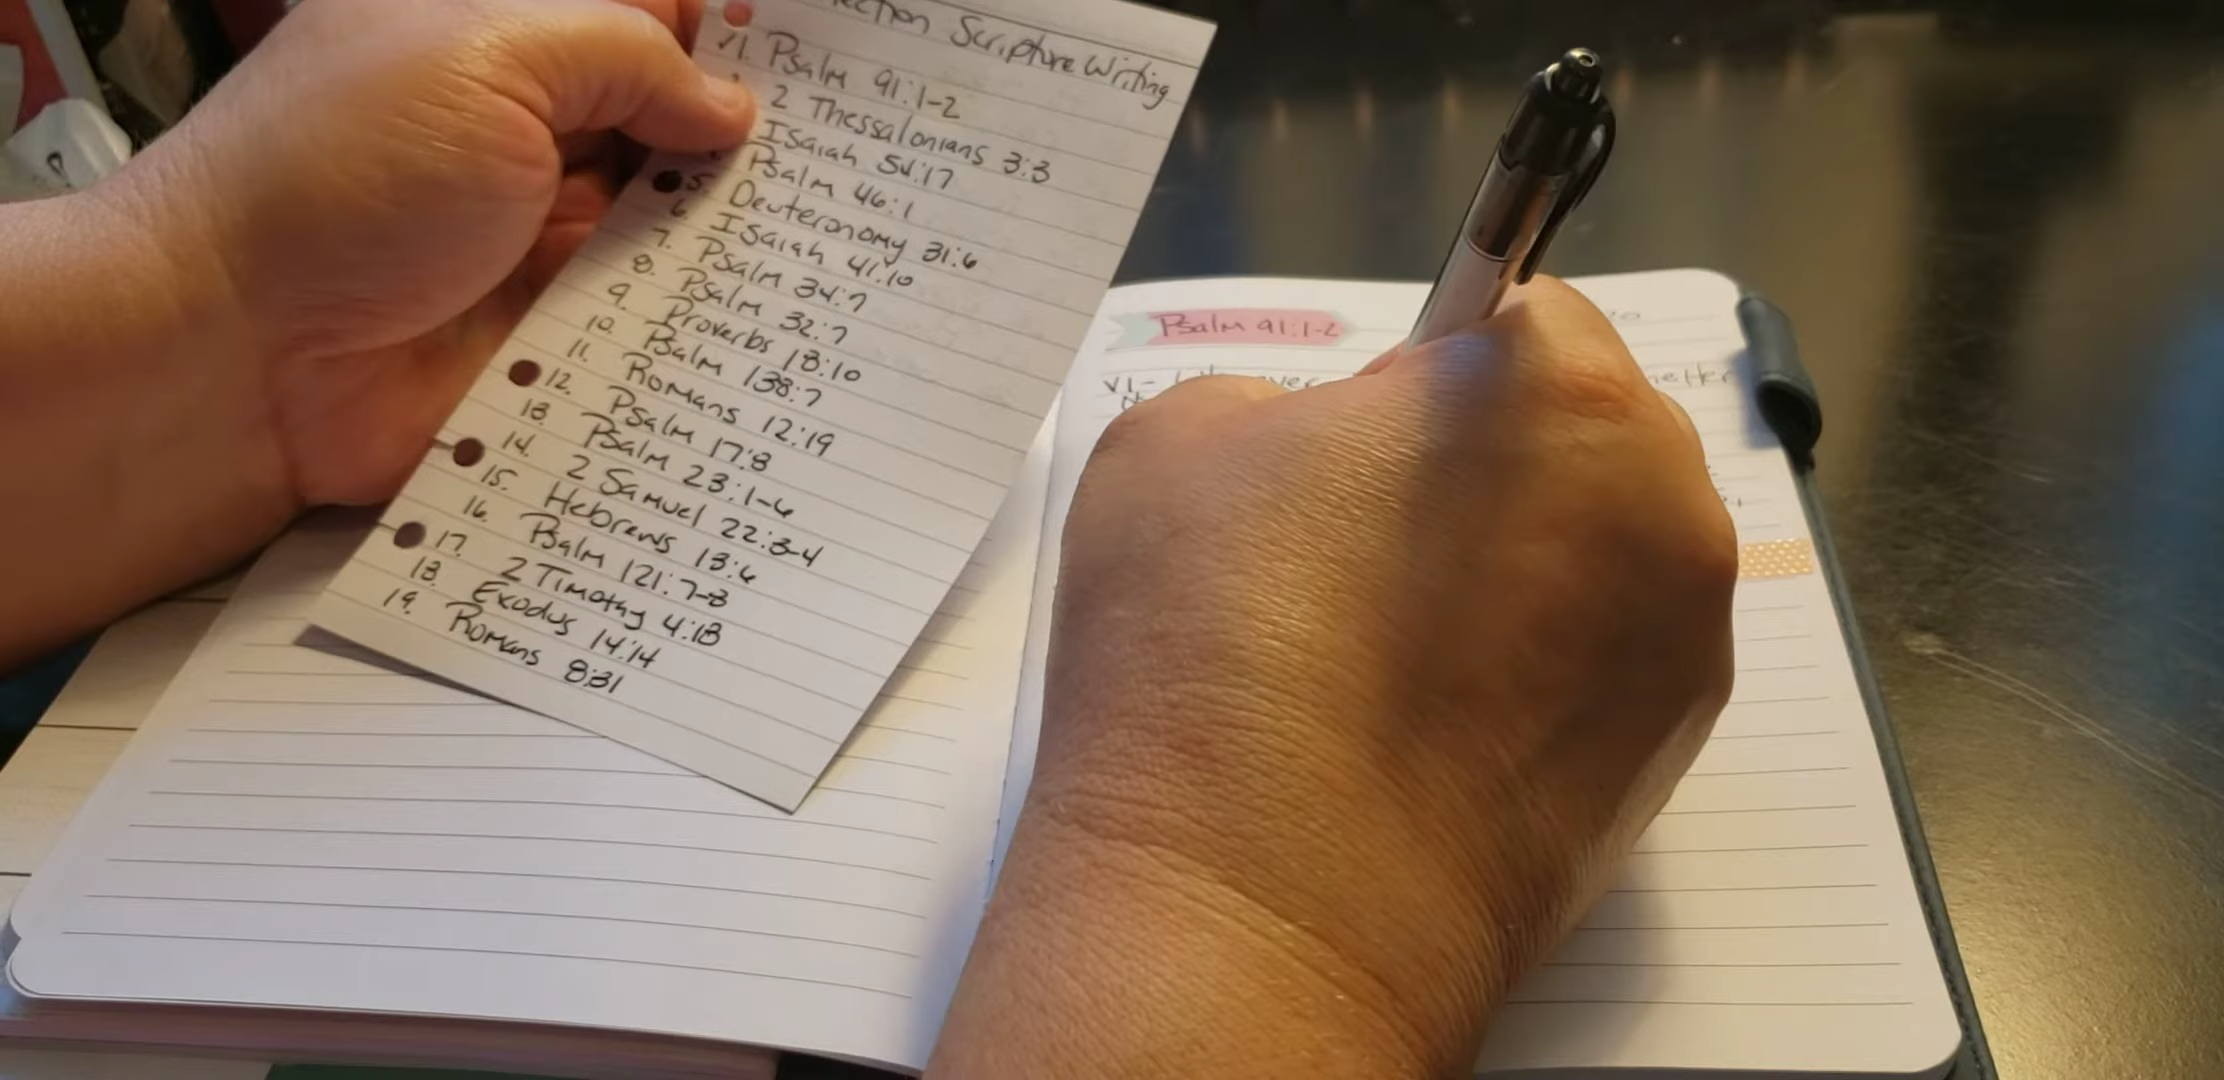 Scripture Writing
1. Psalm 91:1-2
2 Thessalonians 3:3
Isaiah 54:17
Psalm 46:1
5. Deuteronomy 31:6
6. Isaiah 41:10
7. Psalm 34:7
8. Psalm 32:7
9. Proverbs 18:10
10. Psalm 138:7
11. Romans 12:19
12. Psalm 17:8
13. Psalm 23:1-6
14. 2 Samuel 22:3-4
15. Hebrews 13:6
16. Psalm 121:7-8
17. 2 Timothy 4:18
18. Exodus 14:14
19. Romans 8:31
Psalm 91:1-2
V1-